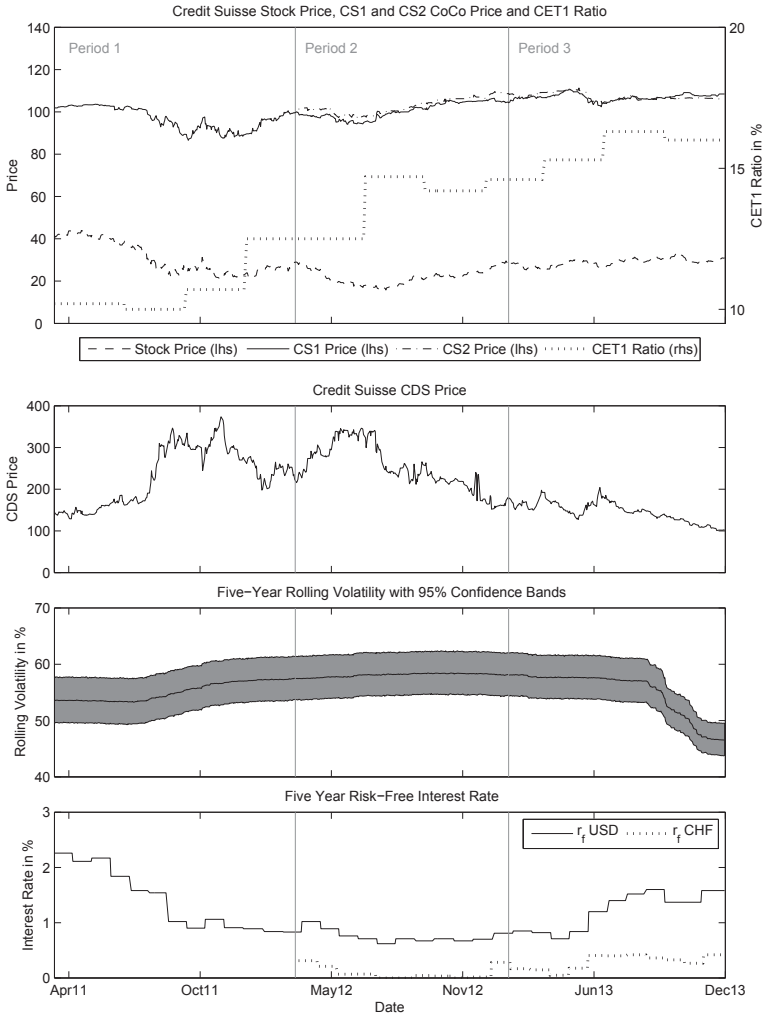 Credit Suisse Stock Price, CS1 and CS2 CoCo Price and CET1 Ratio
Period 1 Period 2 Period 3
140
120
100
80
60
40
20
0
Price
20
15
10
CET1 Ratio in %
Stock Price (lhs) CS1 Price (lhs) CS2 Price (lhs) CET1 Ratio (rhs)
Credit Suisse CDS Price
400
300
200
100
0
CDS Price
Five−Year Rolling Volatility with 95% Confidence Bands
70
60
50
40
Rolling Volatility in %
Five Year Risk−Free Interest Rate
3
2
1
0
Interest Rate in %
rf USD rf CHF
Apr11 Oct11 May12 Nov12 Jun13 Dec13
Date